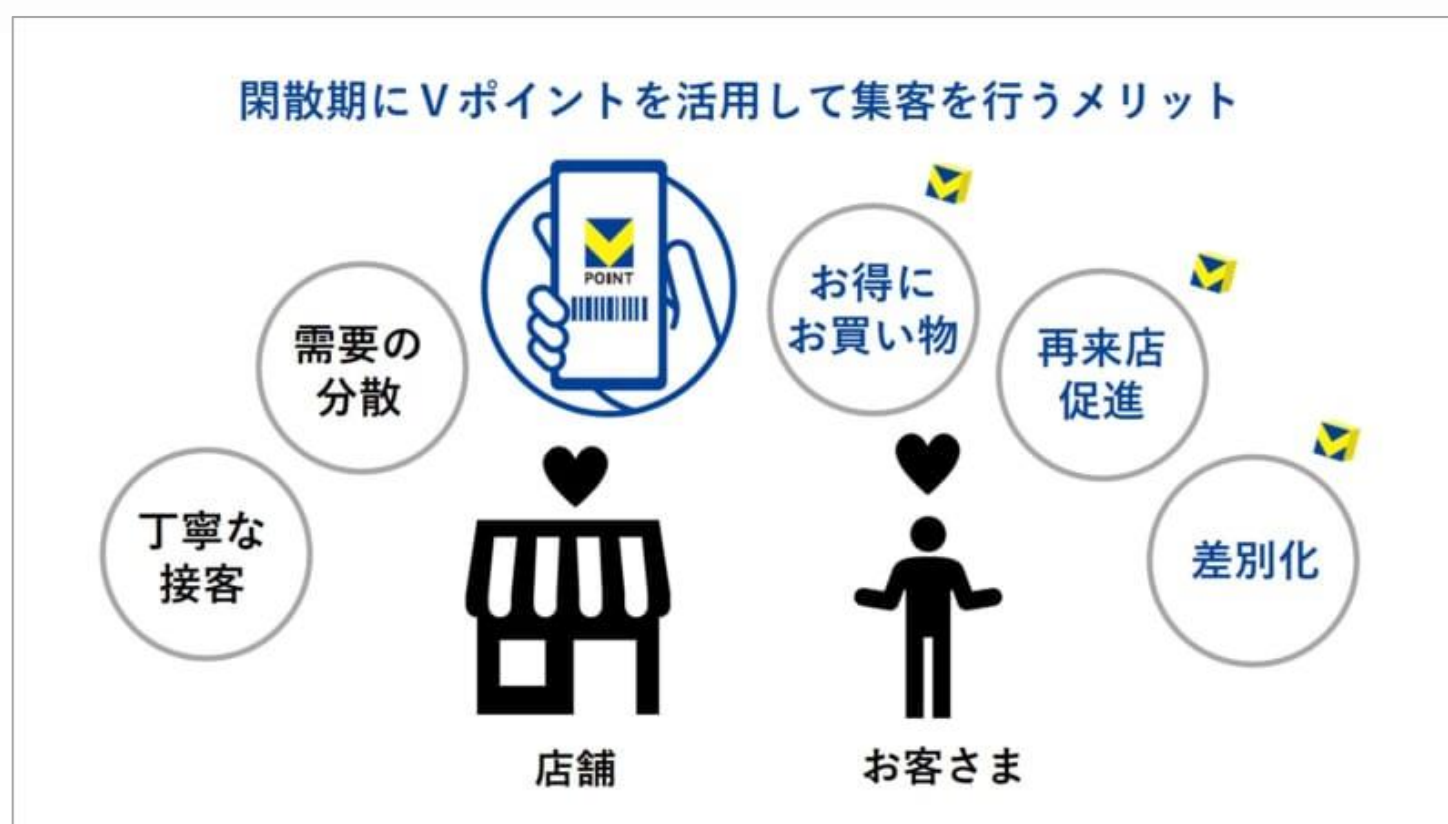 閑散期にVポイントを活用して集客を行うメリット
POINT
丁寧な
接客
需要の
分散
お得に
お買い物
再来店
促進
差別化
店舗
お客さま